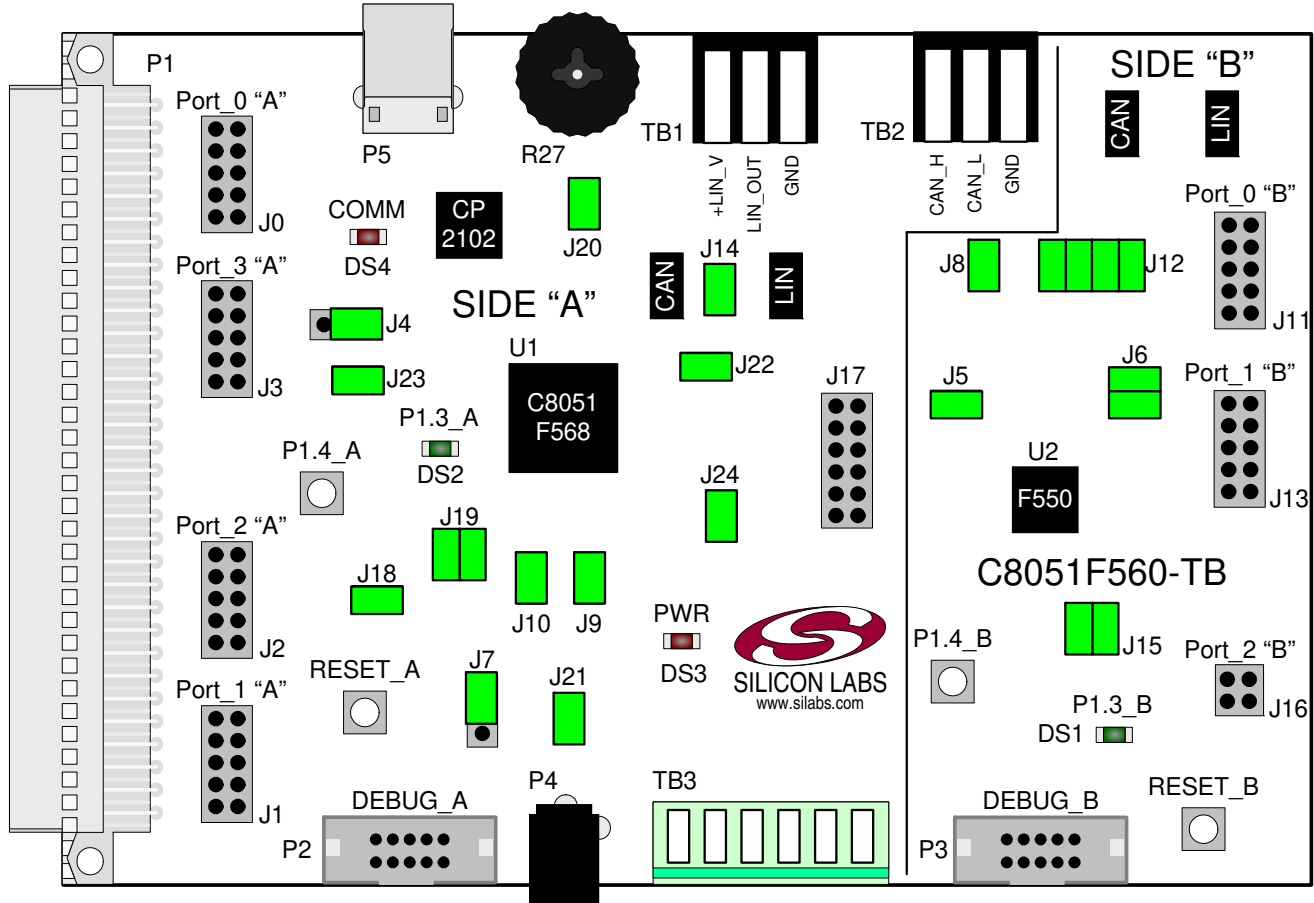 P1
Port_0 “A”
J0
P5
R27
TB1
+LIN_V
LIN_OUT
GND
TB2
CAN_H
CAN_L
GND
SIDE “B”
CAN
LIN
Port_0 “B”
J11
COMM
DS4
CP
2102
J20
J14
CAN
LIN
J8
J12
Port_3 “A”
J3
SIDE “A”
J4
J23
U1
C8051
F568
J22
J17
J5
J6
Port_1 “B”
J13
P1.3_A
DS2
P1.4_A
J24
U2
F550
Port_2 “A”
J2
J19
J18
J10
J9
C8051F560-TB
PWR
DS3
SILICON LABS
www.silabs.com
P1.4_B
J15
Port_2 “B”
J16
P1.3_B
DS1
RESET_A
J7
J21
Port_1 “A”
J1
DEBUG_A
P2
P4
TB3
DEBUG_B
P3
RESET_B